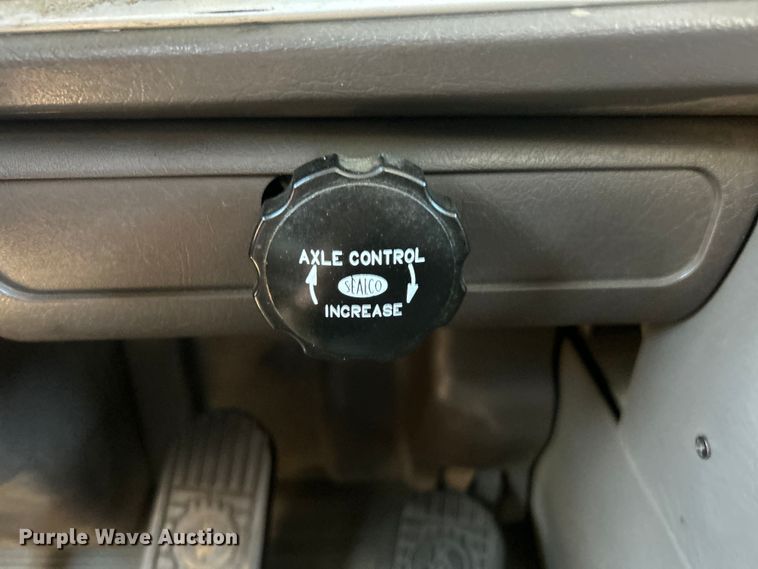 AXLE CONTROL
SEALCO
INCREASE
Purple Wave Auction